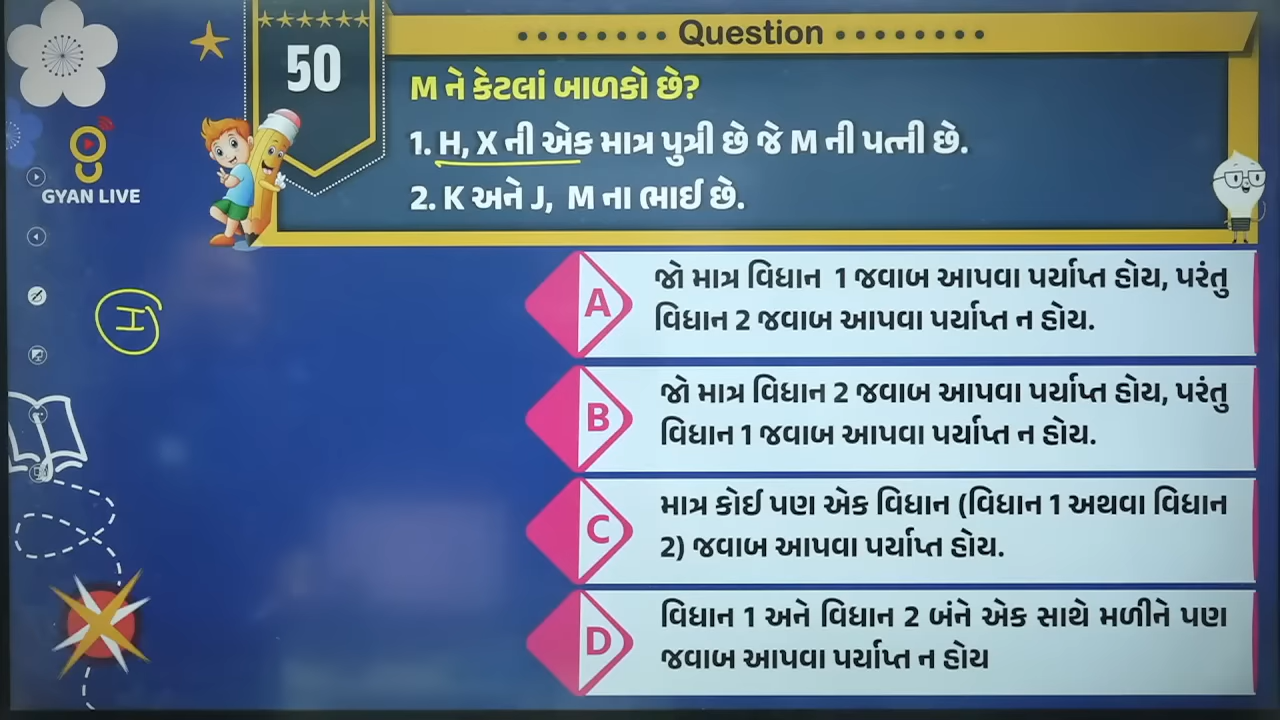 Question
50
M ને કેટલાં બાળકો છે?
1. H, X ની એક માત્ર પુત્રી છે જે M ની પત્ની છે.
2. K અને J, M ના ભાઈ છે.
GYAN LIVE
H
A
જો માત્ર વિધાન 1 જવાબ આપવા પર્યાપ્ત હોય, પરંતુ
વિધાન 2 જવાબ આપવા પર્યાપ્ત ન હોય.
B
જો માત્ર વિધાન 2 જવાબ આપવા પર્યાપ્ત હોય, પરંતુ
વિધાન 1 જવાબ આપવા પર્યાપ્ત ન હોય.
C
માત્ર કોઈ પણ એક વિધાન (વિધાન 1 અથવા વિધાન
2) જવાબ આપવા પર્યાપ્ત હોય.
D
વિધાન 1 અને વિધાન 2 બંને એક સાથે મળીને પણ
જવાબ આપવા પર્યાપ્ત ન હોય